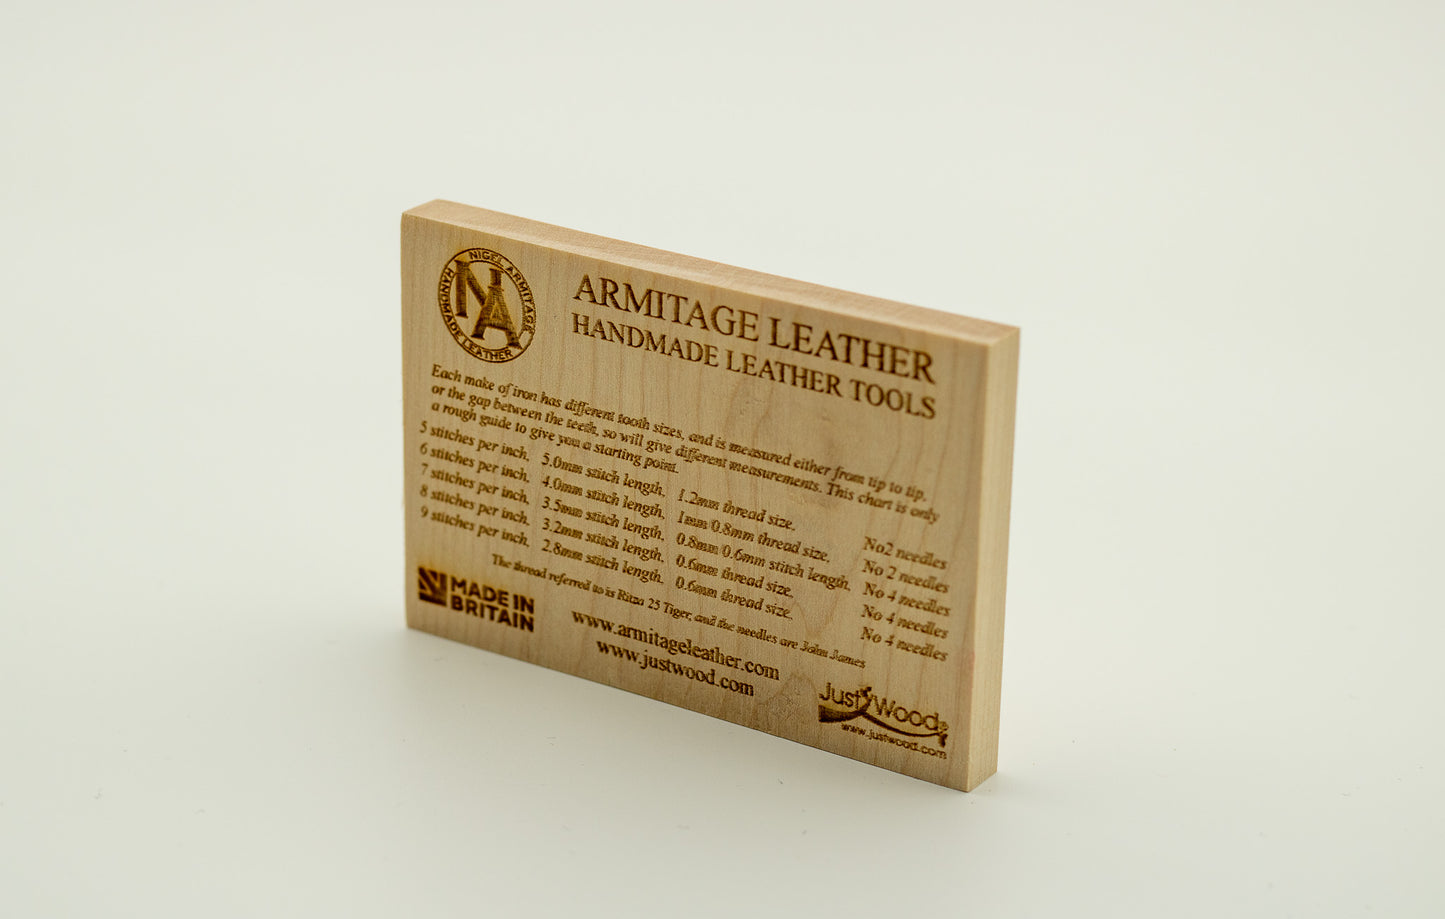 NIGEL ARMITAGE
NA
HANDMADE LEATHER
ARMITAGE LEATHER
HANDMADE LEATHER TOOLS
Each make of iron has different tooth sizes, and is measured either from tip to tip,
or the gap between the teeth, so will give different measurements. This chart is only
a rough guide to give you a starting point.
5 stitches per inch. 5.0mm stitch length. 1.2mm thread size. No2 needles
6 stitches per inch. 4.0mm stitch length. 1mm/0.8mm thread size. No 2 needles
7 stitches per inch. 3.5mm stitch length. 0.8mm/0.6mm stitch length. No 4 needles
8 stitches per inch. 3.2mm stitch length. 0.6mm thread size. No 4 needles
9 stitches per inch. 2.8mm stitch length. 0.6mm thread size. No 4 needles
The thread referred to is Ritza 25 Tiger, and the needles are John James
MADE IN
BRITAIN
www.armitageleather.com
www.justwood.com
Just Wood
www.justwood.com